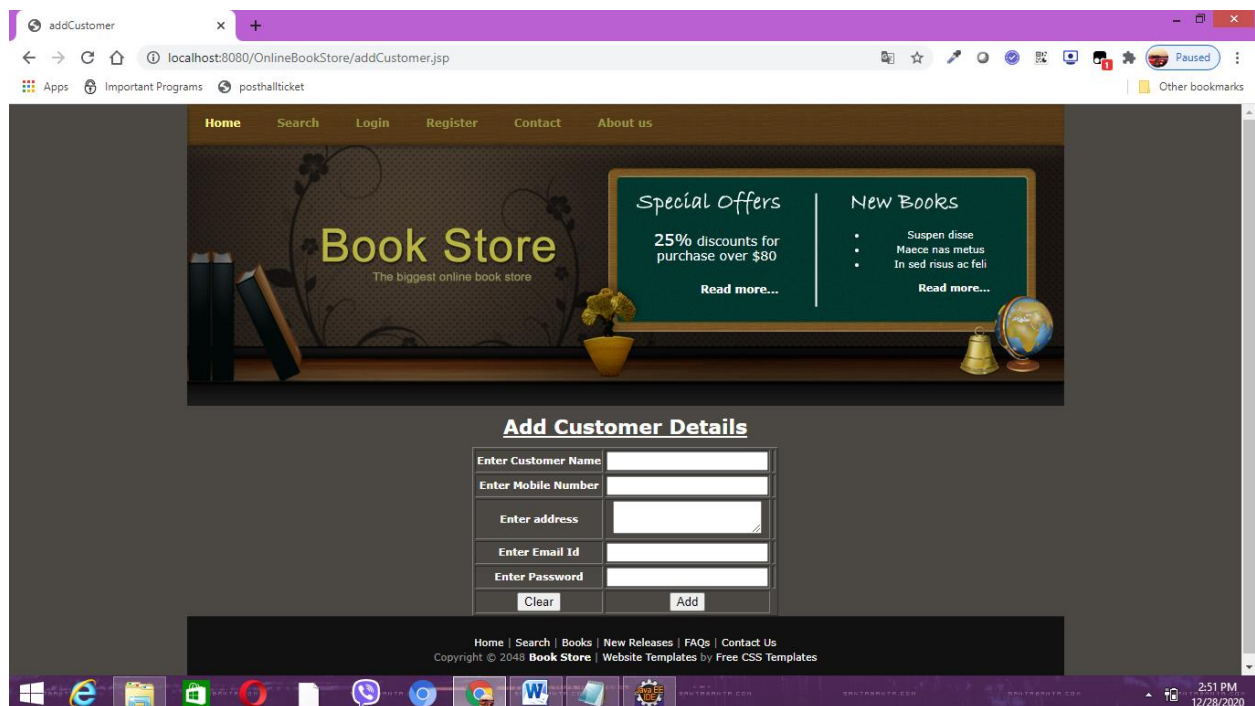 addCustomer
localhost:8080/OnlineBookStore/addCustomer.jsp
Paused
1
Apps Important Programs posthallticket Other bookmarks
Home Search Login Register Contact About us
Special Offers
25% discounts for
purchase over $80
Read more...
New Books
• Suspen disse
• Maece nas metus
• In sed risus ac feli
Read more...
Book Store
The biggest online book store
Add Customer Details
Enter Customer Name
Enter Mobile Number
Enter address
Enter Email Id
Enter Password
Clear Add
Home | Search | Books | New Releases | FAQs | Contact Us
Copyright © 2048 Book Store | Website Templates by Free CSS Templates
Java EE
IDE
2:51 PM
12/28/2020